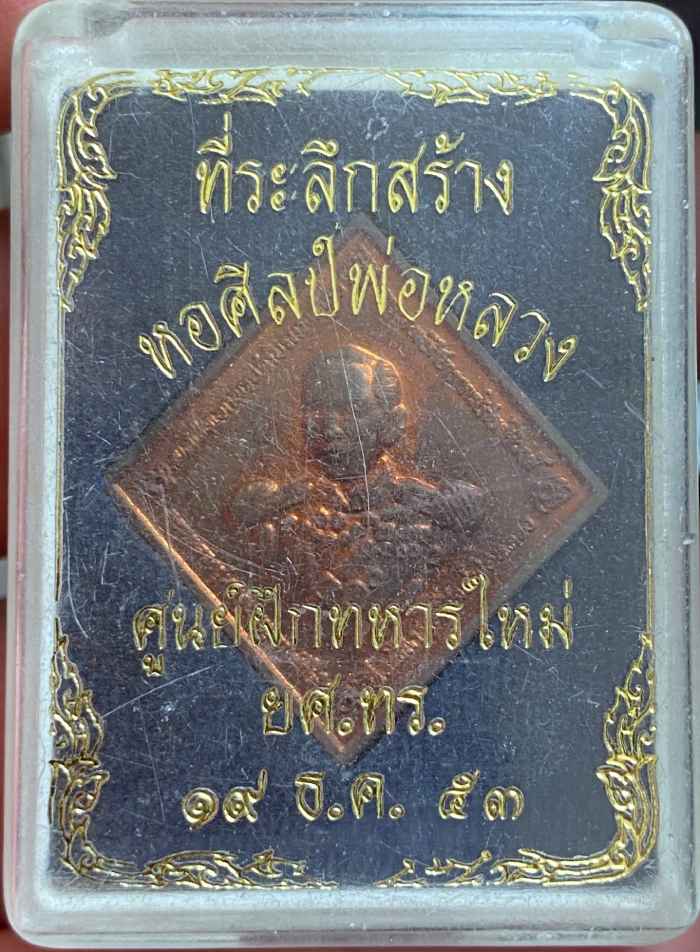 ที่ระลึกสร้าง
หอศิลป์พ่อหลวง
ศูนย์ฝึกทหารใหม่
ยศ.ทร.
๑๙ ธ.ค. ๕๓